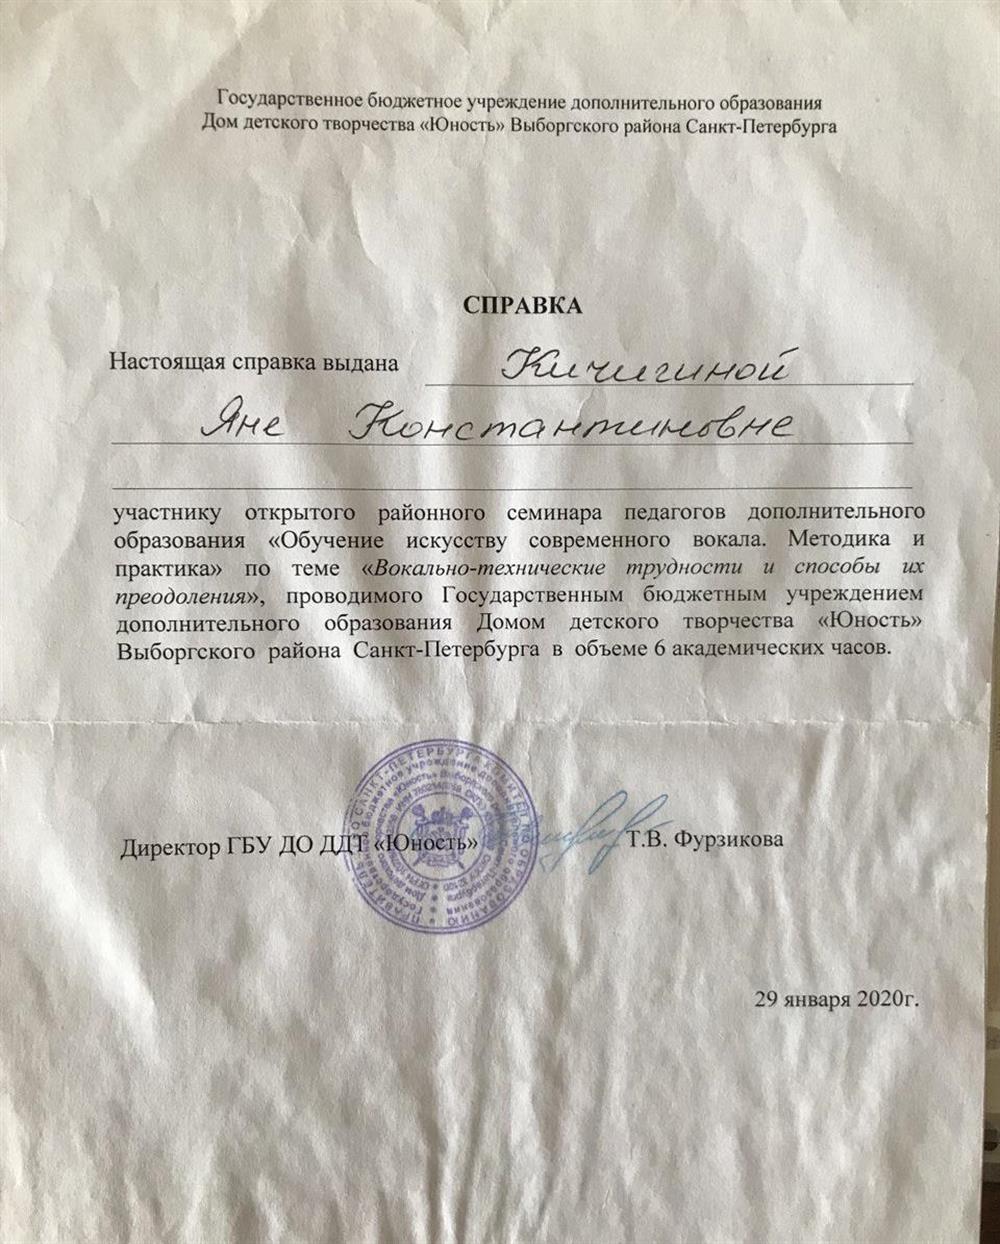 Государственное бюджетное учреждение дополнительного образования
Дом детского творчества «Юность» Выборгского района Санкт-Петербурга
СПРАВКА
Настоящая справка выдана Кичигиной
Яне Константиновне
участнику открытого районного семинара педагогов дополнительного
образования «Обучение искусству современного вокала. Методика и
практика» по теме «Вокально-технические трудности и способы их
преодоления», проводимого Государственным бюджетным учреждением
дополнительного образования Домом детского творчества «Юность»
Выборгского района Санкт-Петербурга в объеме 6 академических часов.
Директор ГБУ ДО ДДТ «Юность» Т.В. Фурзикова
29 января 2020г.